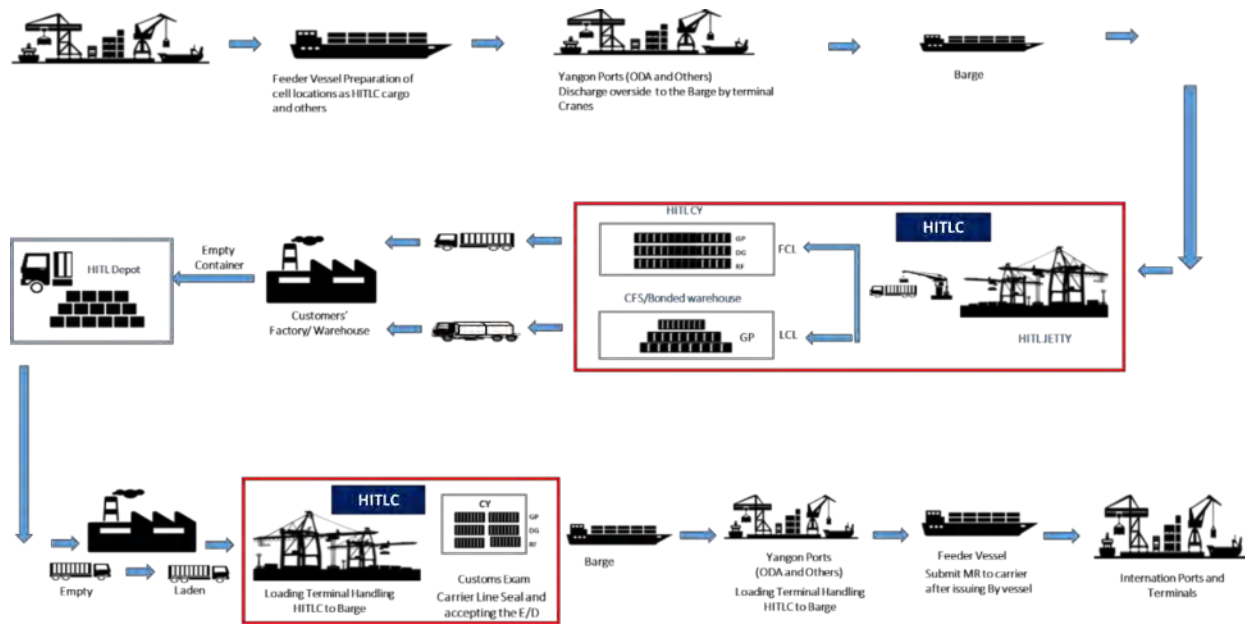 Feeder Vessel Preparation of
cell locations as HITLC cargo
and others
Yangon Ports (ODA and Others)
Discharge overside to the Barge by terminal
Cranes
Barge
HITL CY
HITLC
GP
DG
RF
FCL
CFS/Bonded warehouse
GP
LCL
HITL JETTY
Customers'
Factory/ Warehouse
Empty
Container
HITL Depot
Empty
Laden
HITLC
Loading Terminal Handling
HITLC to Barge
CY
GP
DG
RF
Customs Exam
Carrier Line Seal and
accepting the E/D
Barge
Yangon Ports
(ODA and Others)
Loading Terminal Handling
HITLC to Barge
Feeder Vessel
Submit MR to carrier
after issuing By vessel
Internation Ports and
Terminals